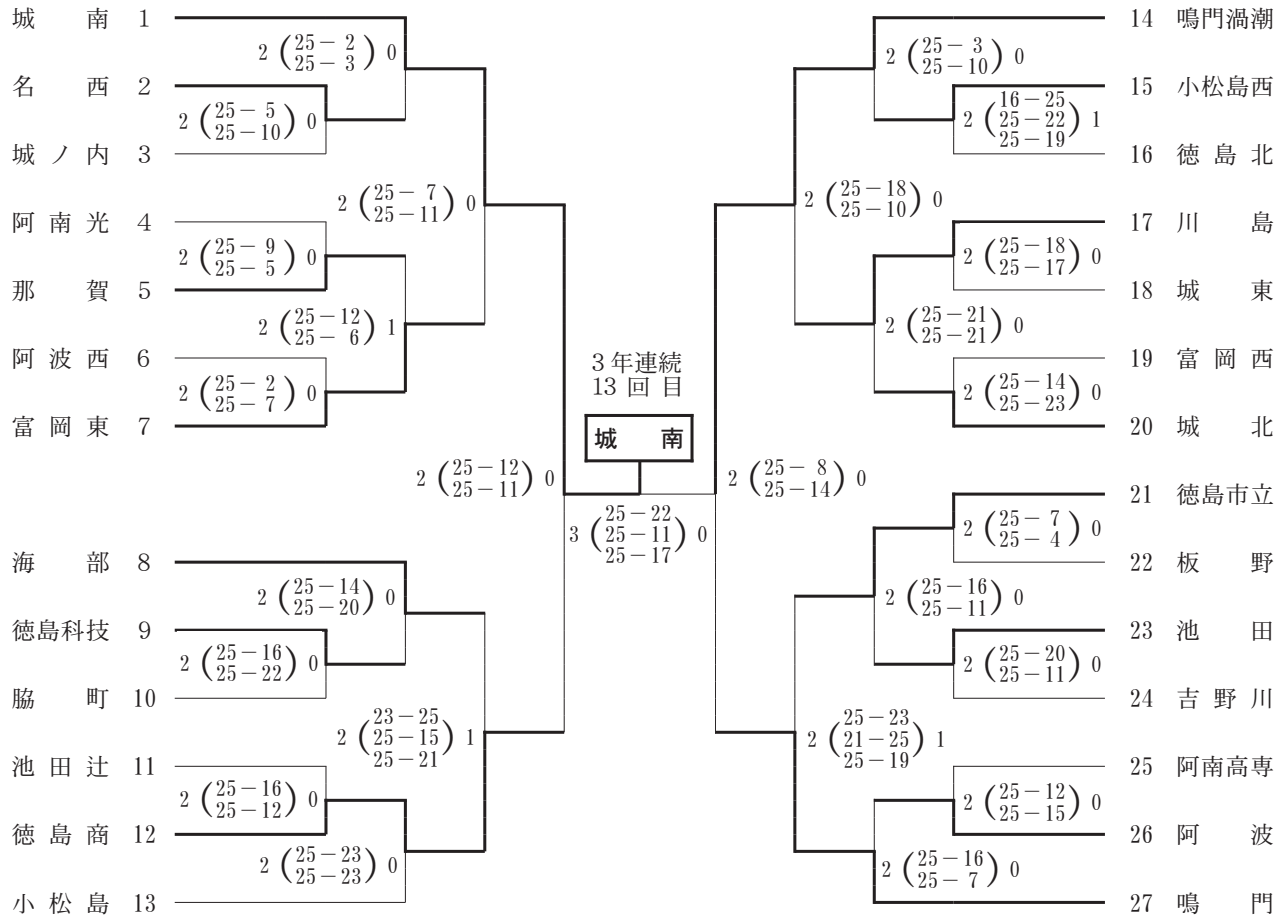 城　南 1
2 (25－2 25－3) 0
名　西 2
2 (25－5 25－10) 0
城ノ内 3
2 (25－7 25－11) 0
阿南光 4
2 (25－9 25－5) 0
那　賀 5
2 (25－12 25－6) 1
阿波西 6
2 (25－2 25－7) 0
富岡東 7
2 (25－12 25－11) 0
海　部 8
2 (25－14 25－20) 0
徳島科技 9
2 (25－16 25－22) 0
脇　町 10
2 (23－25 25－15 25－21) 1
池田辻 11
2 (25－16 25－12) 0
徳島商 12
2 (25－23 25－23) 0
小松島 13
3年連続
13回目
城　南
3 (25－22 25－11 25－17) 0
14 鳴門渦潮
2 (25－3 25－10) 0
15 小松島西
2 (16－25 25－22 25－19) 1
16 徳島北
2 (25－18 25－10) 0
17 川　島
2 (25－18 25－17) 0
18 城　東
2 (25－21 25－21) 0
19 富岡西
2 (25－14 25－23) 0
20 城　北
2 (25－8 25－14) 0
21 徳島市立
2 (25－7 25－4) 0
22 板　野
2 (25－16 25－11) 0
23 池　田
2 (25－20 25－11) 0
24 吉野川
2 (25－23 21－25 25－19) 1
25 阿南高専
2 (25－12 25－15) 0
26 阿　波
2 (25－16 25－7) 0
27 鳴　門